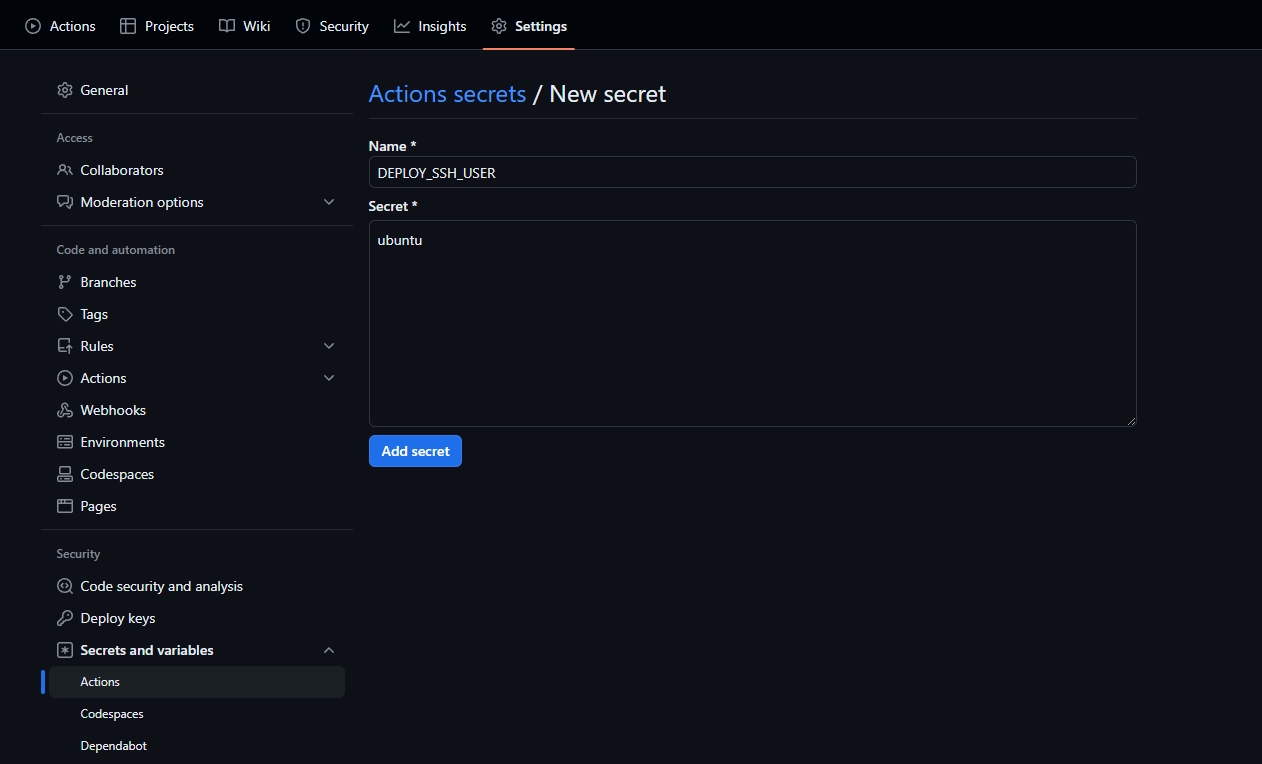 Actions Projects Wiki Security Insights Settings
General
Access
Collaborators
Moderation options
Code and automation
Branches
Tags
Rules
Actions
Webhooks
Environments
Codespaces
Pages
Security
Code security and analysis
Deploy keys
Secrets and variables
Actions
Codespaces
Dependabot
Actions secrets / New secret
Name *
DEPLOY_SSH_USER
Secret *
ubuntu
Add secret